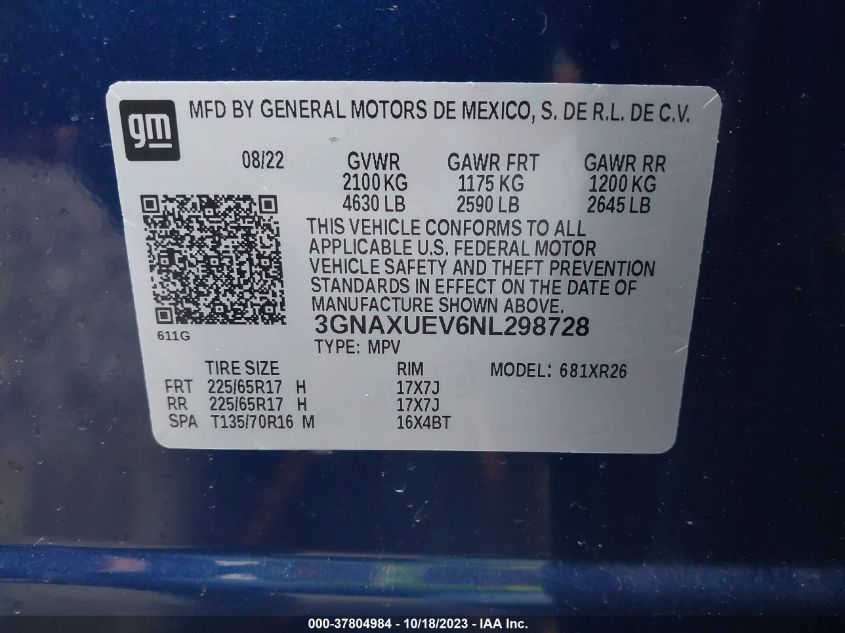 gm
MFD BY GENERAL MOTORS DE MEXICO, S. DE R.L. DE C.V.
08/22 GVWR GAWR FRT GAWR RR
2100 KG 1175 KG 1200 KG
4630 LB 2590 LB 2645 LB
THIS VEHICLE CONFORMS TO ALL
APPLICABLE U.S. FEDERAL MOTOR
VEHICLE SAFETY AND THEFT PREVENTION
STANDARDS IN EFFECT ON THE DATE OF
MANUFACTURE SHOWN ABOVE.
3GNAXUEV6NL298728
611G
TYPE: MPV
TIRE SIZE RIM MODEL: 681XR26
FRT 225/65R17 H 17X7J
RR 225/65R17 H 17X7J
SPA T135/70R16 M 16X4BT
000-37804984 - 10/18/2023 - IAA Inc.